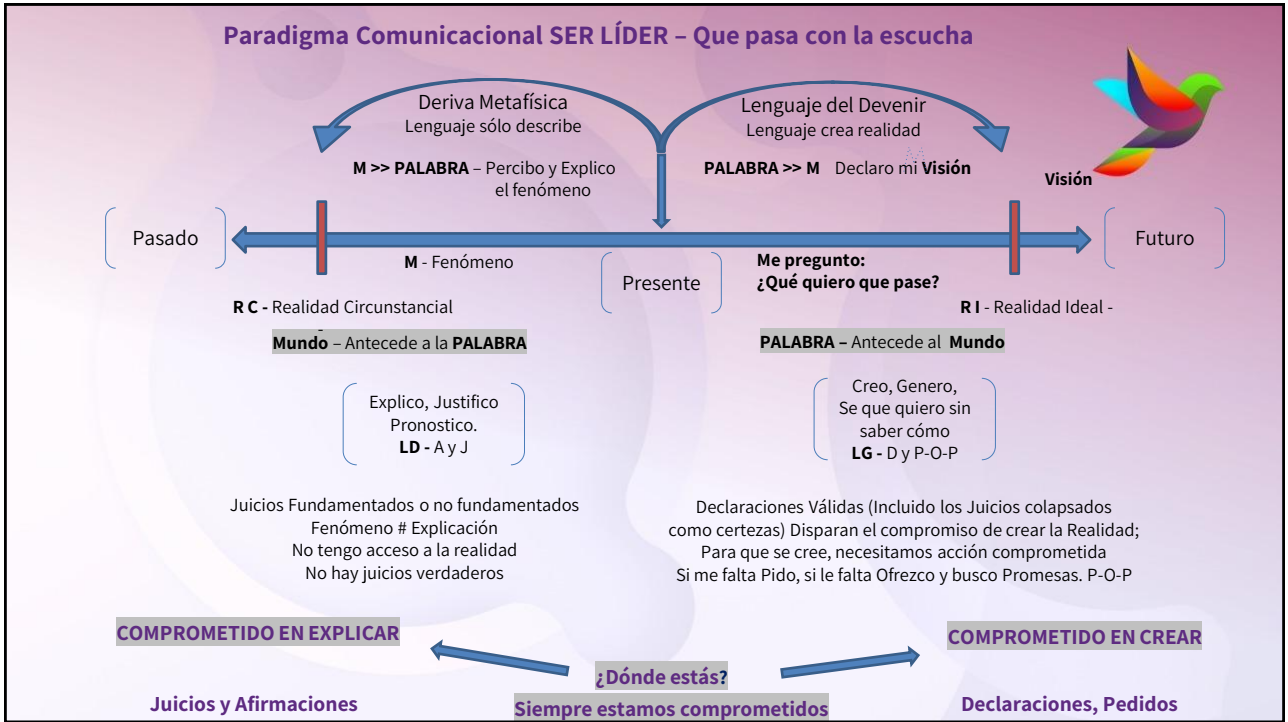 Paradigma Comunicacional SER LÍDER – Que pasa con la escucha
Deriva Metafísica
Lenguaje sólo describe
Lenguaje del Devenir
Lenguaje crea realidad
M >> PALABRA – Percibo y Explico
el fenómeno
PALABRA >> M Declaro mi Visión
Visión
Pasado
Futuro
M - Fenómeno
Presente
Me pregunto:
¿Qué quiero que pase?
R C - Realidad Circunstancial
R I - Realidad Ideal -
Mundo – Antecede a la PALABRA
PALABRA – Antecede al Mundo
Explico, Justifico
Pronostico.
LD - A y J
Creo, Genero,
Se que quiero sin
saber cómo
LG - D y P-O-P
Juicios Fundamentados o no fundamentados
Fenómeno # Explicación
No tengo acceso a la realidad
No hay juicios verdaderos
Declaraciones Válidas (Incluido los Juicios colapsados
como certezas) Disparan el compromiso de crear la Realidad;
Para que se cree, necesitamos acción comprometida
Si me falta Pido, si le falta Ofrezco y busco Promesas. P-O-P
COMPROMETIDO EN EXPLICAR
COMPROMETIDO EN CREAR
¿Dónde estás?
Siempre estamos comprometidos
Juicios y Afirmaciones
Declaraciones, Pedidos